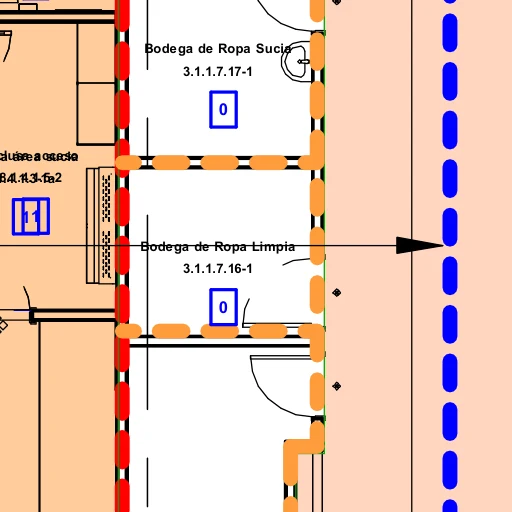 Bodega de Ropa Sucia
3.1.1.7.17-1
0
11
Bodega de Ropa Limpia
3.1.1.7.16-1
0